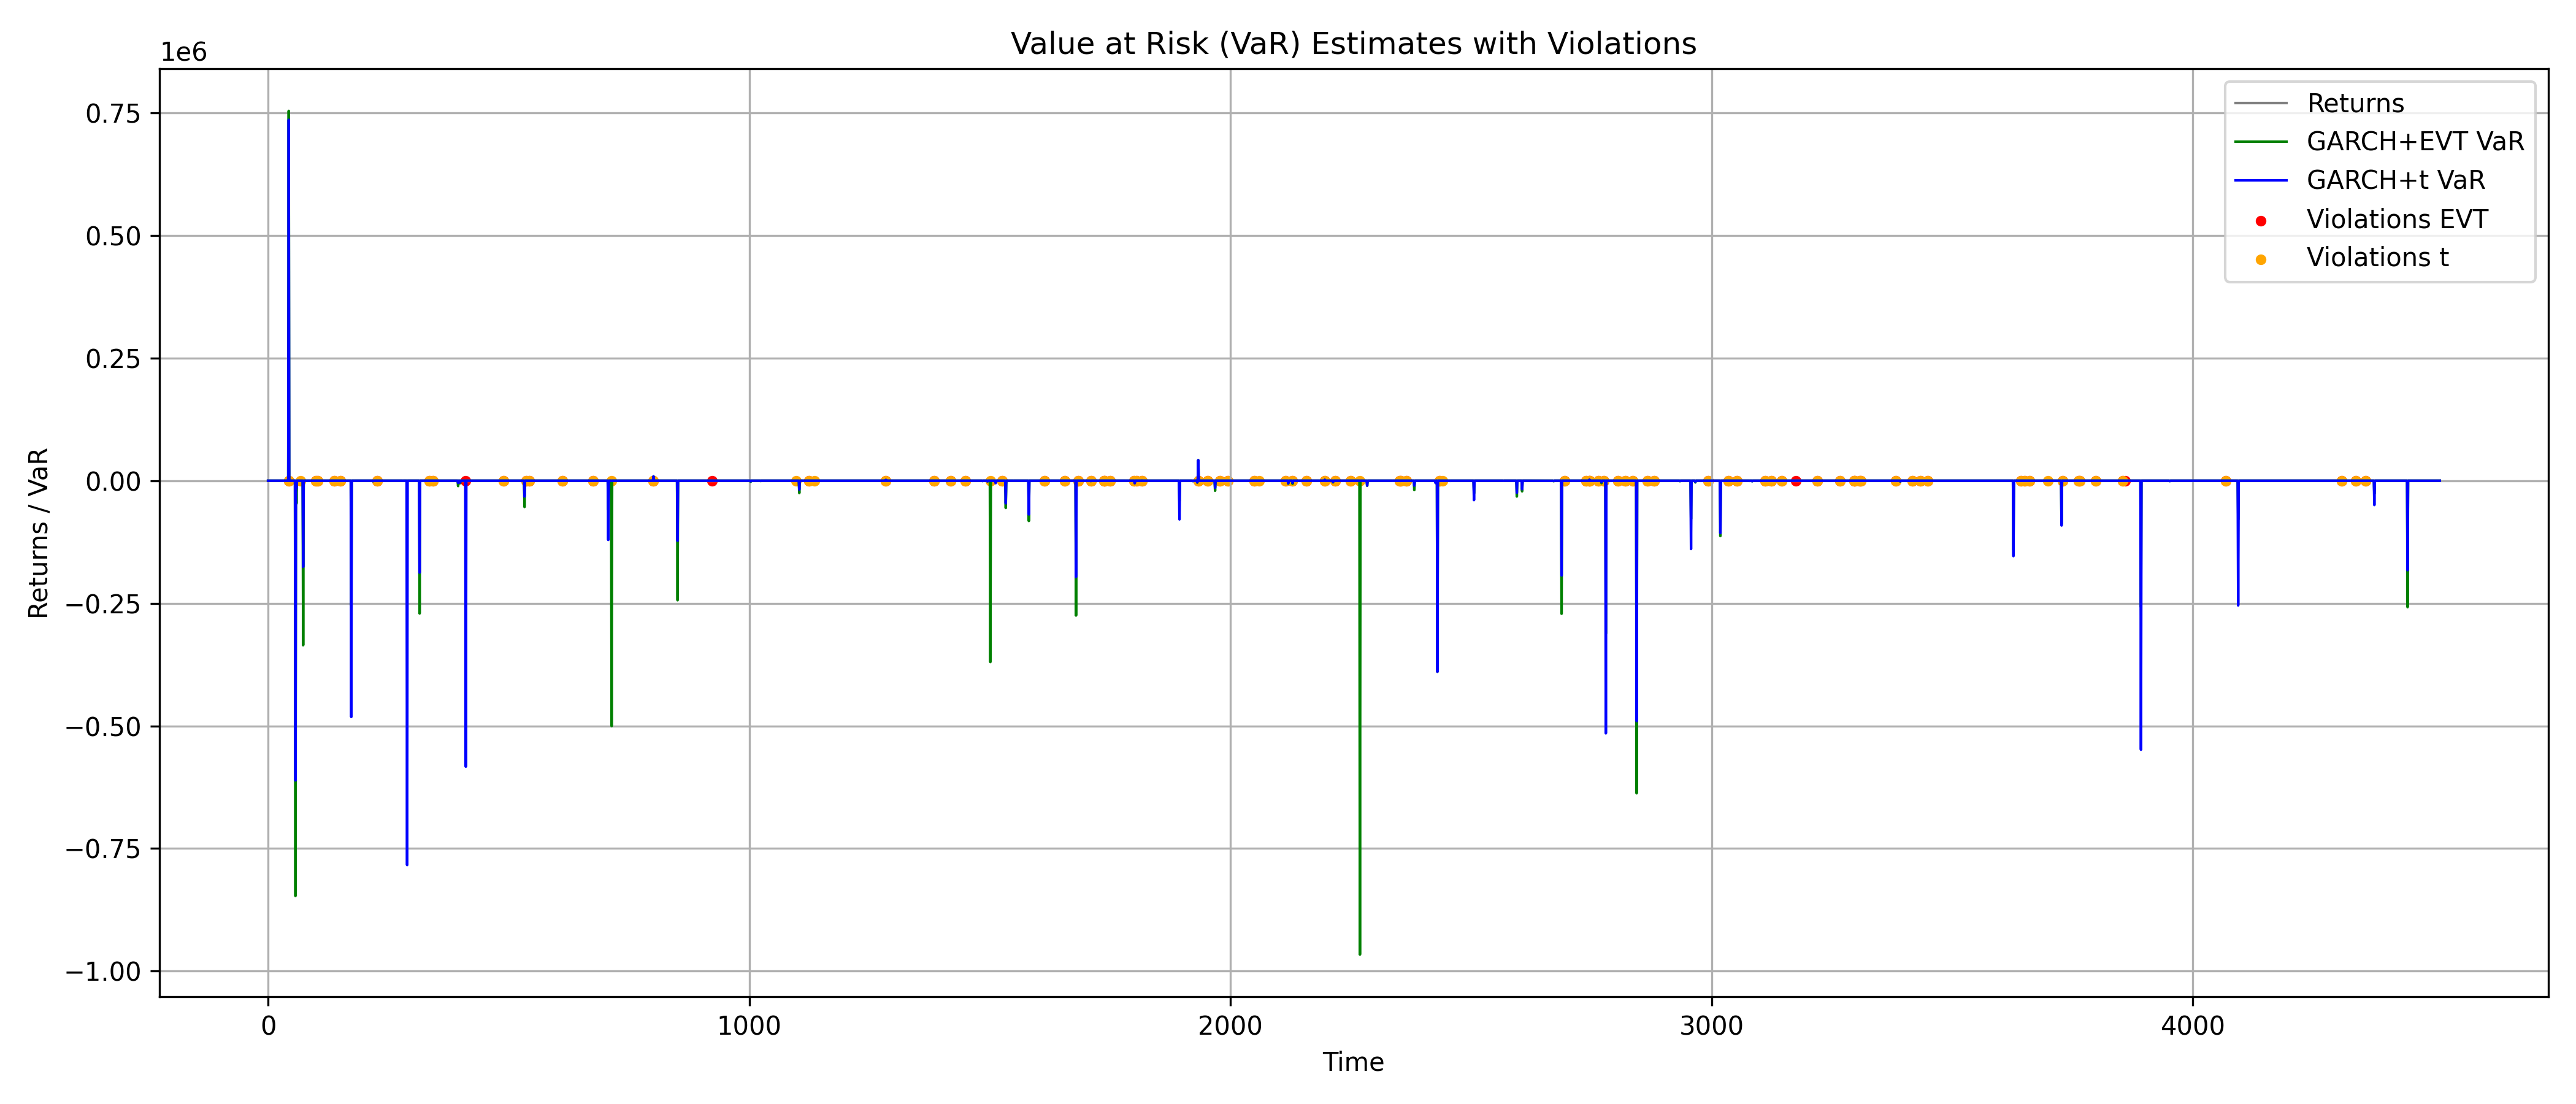 Value at Risk (VaR) Estimates with Violations
1e6
0.75
0.50
0.25
0.00
−0.25
−0.50
−0.75
−1.00
Returns / VaR
Returns
GARCH+EVT VaR
GARCH+t VaR
Violations EVT
Violations t
0 1000 2000 3000 4000
Time